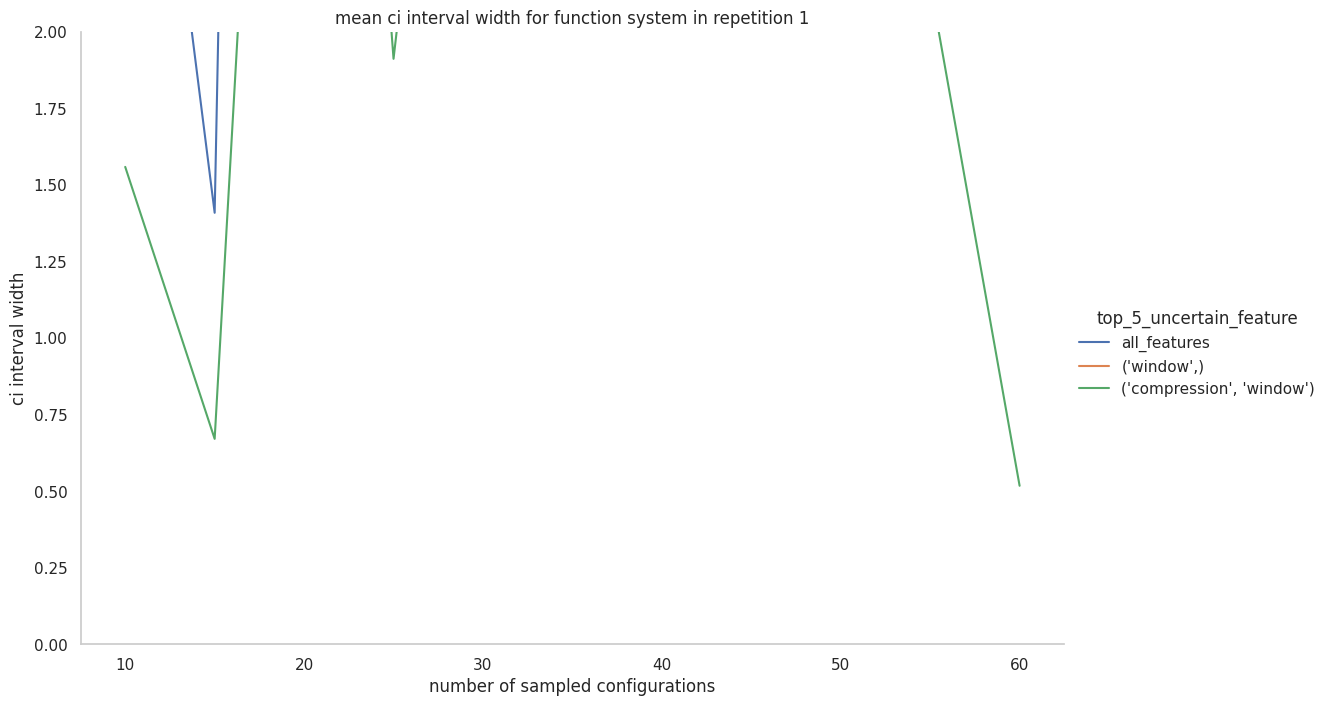 mean ci interval width for function system in repetition 1
2.00
1.75
1.50
1.25
1.00
0.75
0.50
0.25
0.00
ci interval width
10
20
30
40
50
60
number of sampled configurations
top_5_uncertain_feature
all_features
('window',)
('compression', 'window')